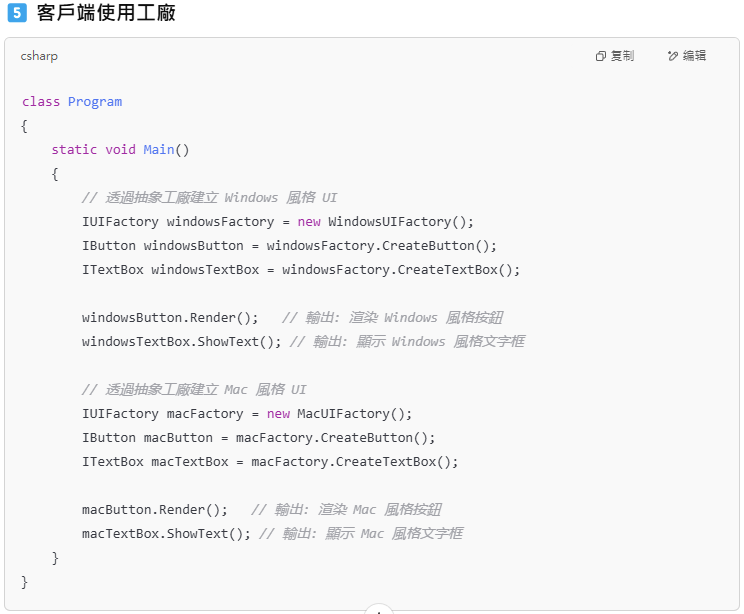 5 客戶端使用工廠
csharp 复制 编辑
class Program
{
    static void Main()
    {
        // 透過抽象工廠建立 Windows 風格 UI
        IUIFactory windowsFactory = new WindowsUIFactory();
        IButton windowsButton = windowsFactory.CreateButton();
        ITextBox windowsTextBox = windowsFactory.CreateTextBox();

        windowsButton.Render();   // 輸出: 渲染 Windows 風格按鈕
        windowsTextBox.ShowText(); // 輸出: 顯示 Windows 風格文字框

        // 透過抽象工廠建立 Mac 風格 UI
        IUIFactory macFactory = new MacUIFactory();
        IButton macButton = macFactory.CreateButton();
        ITextBox macTextBox = macFactory.CreateTextBox();

        macButton.Render();   // 輸出: 渲染 Mac 風格按鈕
        macTextBox.ShowText(); // 輸出: 顯示 Mac 風格文字框
    }
}